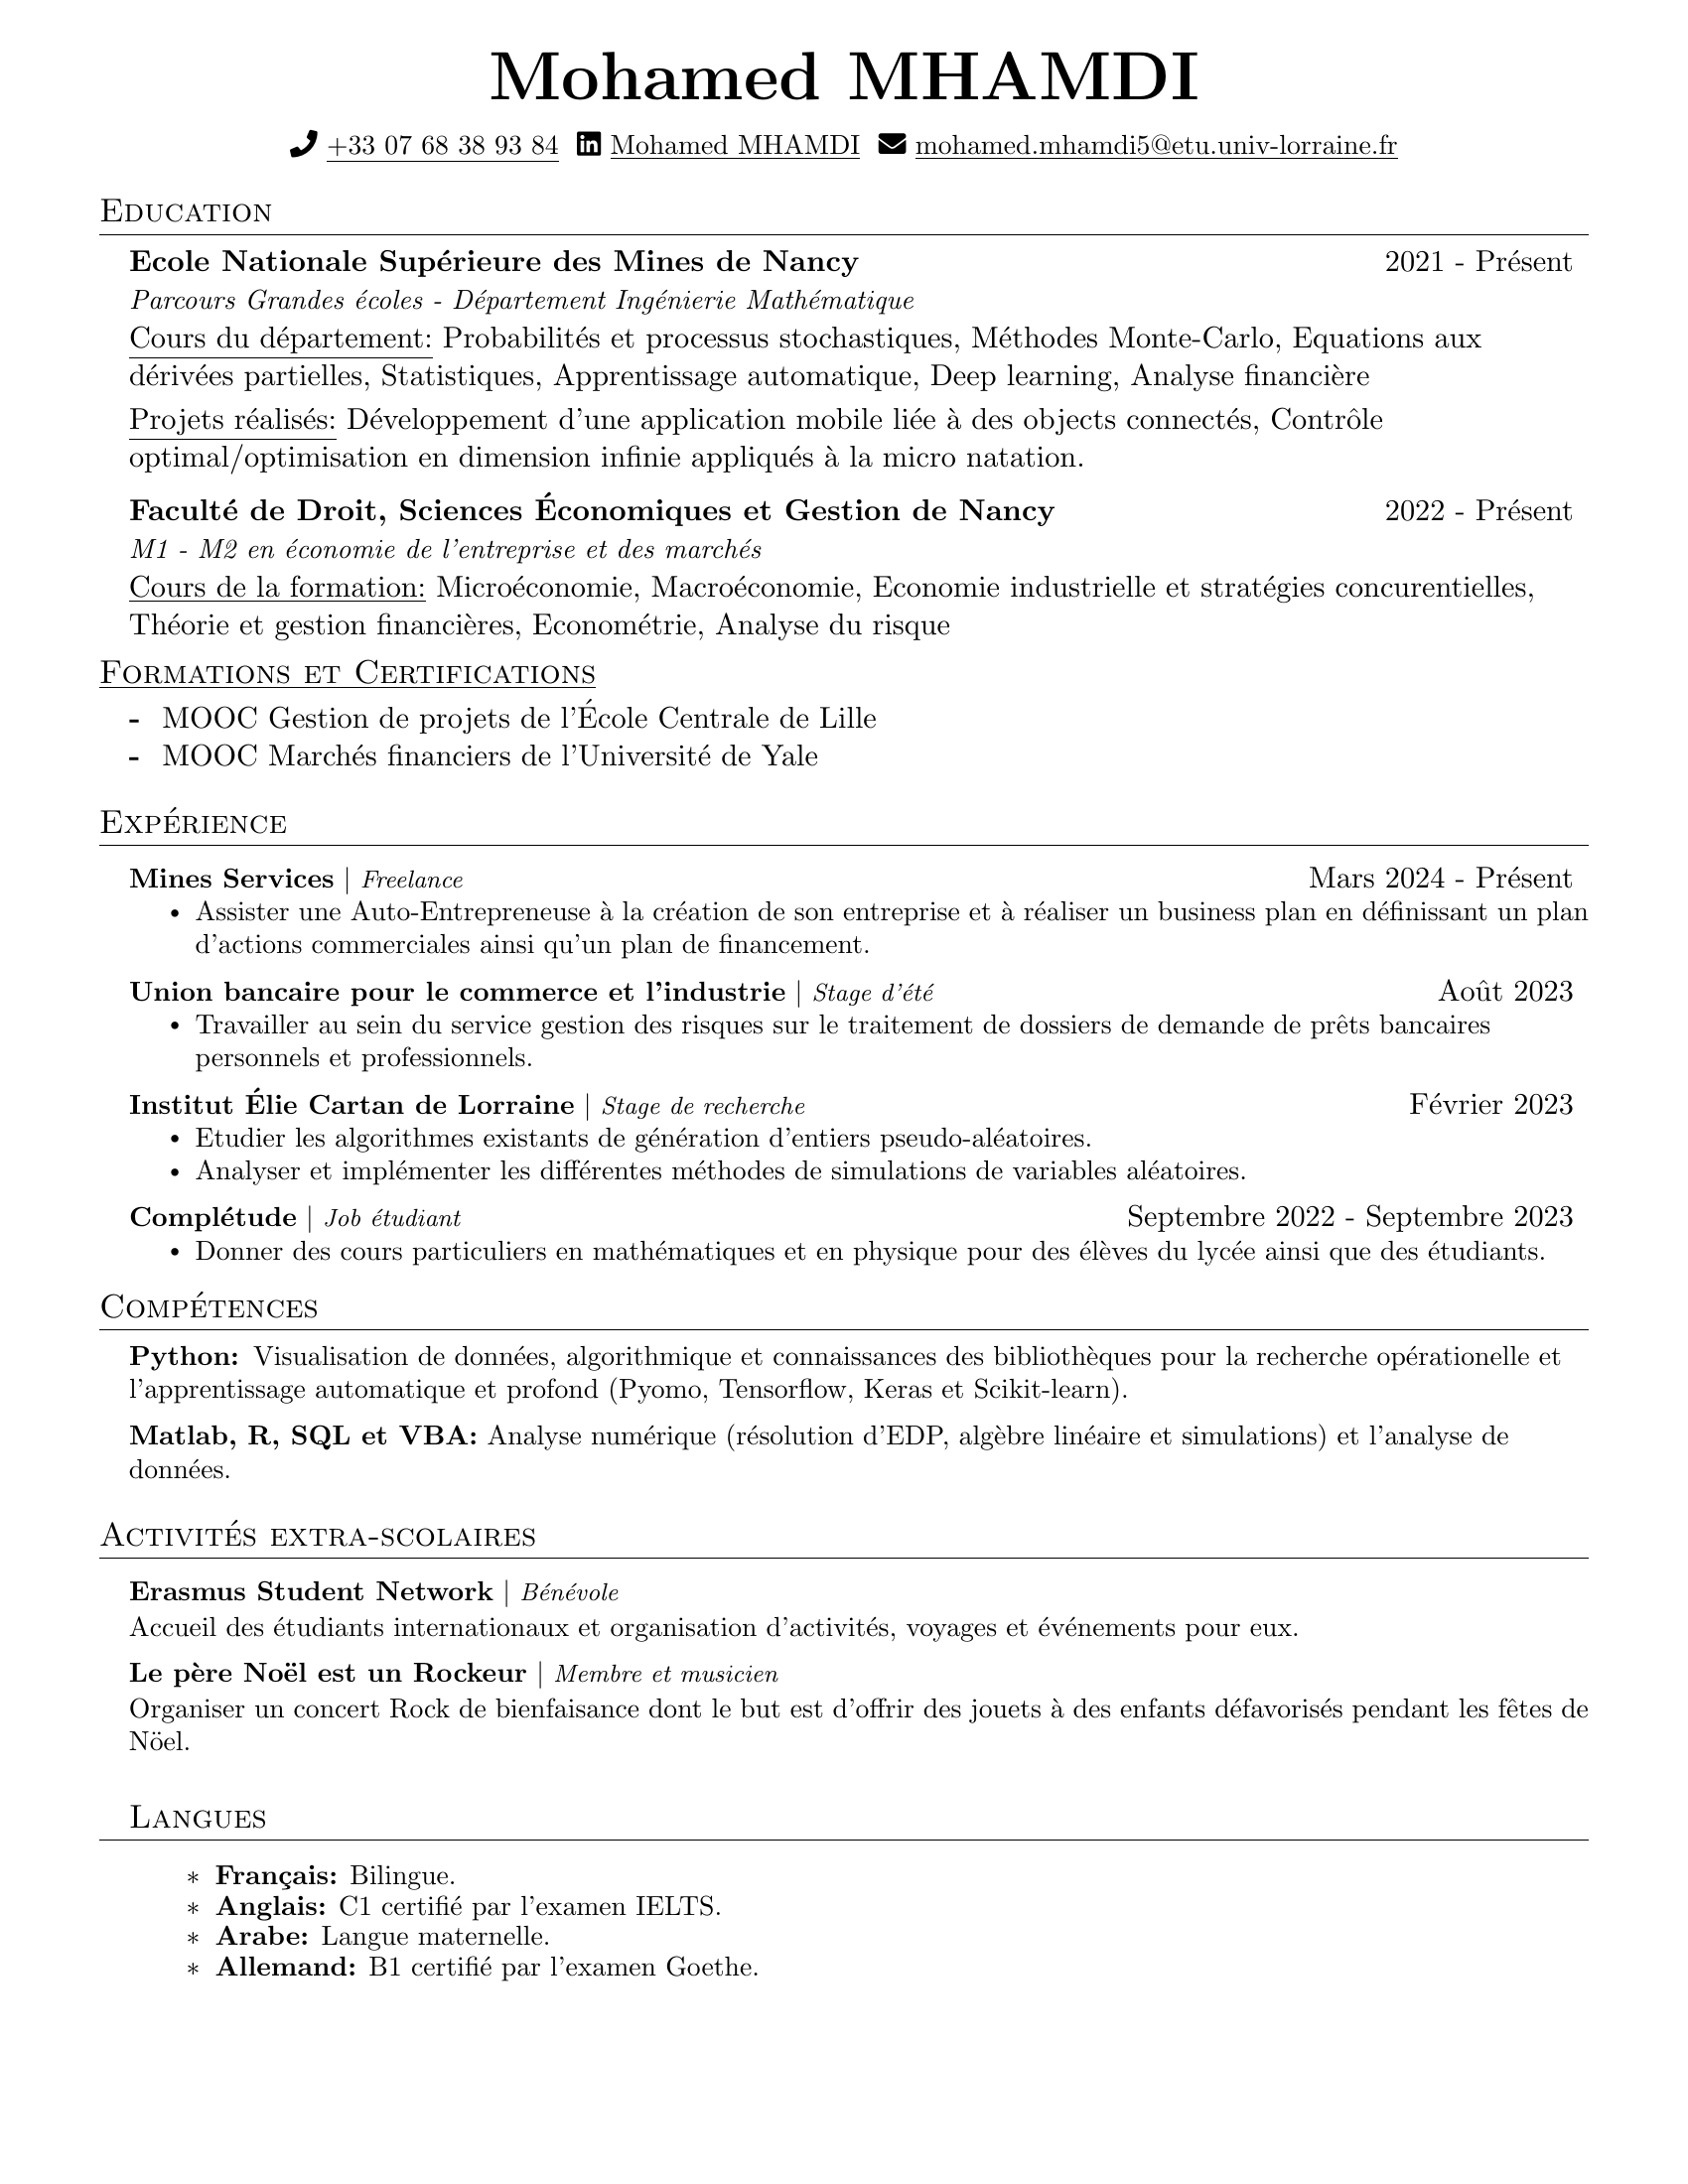 Mohamed MHAMDI
+33 07 68 38 93 84 Mohamed MHAMDI mohamed.mhamdi5@etu.univ-lorraine.fr
Education
Ecole Nationale Supérieure des Mines de Nancy 2021 - Présent
Parcours Grandes écoles - Département Ingénierie Mathématique
Cours du département: Probabilités et processus stochastiques, Méthodes Monte-Carlo, Equations aux
dérivées partielles, Statistiques, Apprentissage automatique, Deep learning, Analyse financière
Projets réalisés: Développement d'une application mobile liée à des objects connectés, Contrôle
optimal/optimisation en dimension infinie appliqués à la micro natation.
Faculté de Droit, Sciences Économiques et Gestion de Nancy 2022 - Présent
M1 - M2 en économie de l'entreprise et des marchés
Cours de la formation: Microéconomie, Macroéconomie, Economie industrielle et stratégies concurentielles,
Théorie et gestion financières, Econométrie, Analyse du risque
Formations et Certifications
- MOOC Gestion de projets de l'École Centrale de Lille
- MOOC Marchés financiers de l'Université de Yale
Expérience
Mines Services | Freelance Mars 2024 - Présent
• Assister une Auto-Entrepreneuse à la création de son entreprise et à réaliser un business plan en définissant un plan
d'actions commerciales ainsi qu'un plan de financement.
Union bancaire pour le commerce et l'industrie | Stage d'été Août 2023
• Travailler au sein du service gestion des risques sur le traitement de dossiers de demande de prêts bancaires
personnels et professionnels.
Institut Élie Cartan de Lorraine | Stage de recherche Février 2023
• Etudier les algorithmes existants de génération d'entiers pseudo-aléatoires.
• Analyser et implémenter les différentes méthodes de simulations de variables aléatoires.
Complétude | Job étudiant Septembre 2022 - Septembre 2023
• Donner des cours particuliers en mathématiques et en physique pour des élèves du lycée ainsi que des étudiants.
Compétences
Python: Visualisation de données, algorithmique et connaissances des bibliothèques pour la recherche opérationelle et
l'apprentissage automatique et profond (Pyomo, Tensorflow, Keras et Scikit-learn).
Matlab, R, SQL et VBA: Analyse numérique (résolution d'EDP, algèbre linéaire et simulations) et l'analyse de
données.
Activités extra-scolaires
Erasmus Student Network | Bénévole
Accueil des étudiants internationaux et organisation d'activités, voyages et événements pour eux.
Le père Noël est un Rockeur | Membre et musicien
Organiser un concert Rock de bienfaisance dont le but est d'offrir des jouets à des enfants défavorisés pendant les fêtes de
Nöel.
Langues
* Français: Bilingue.
* Anglais: C1 certifié par l'examen IELTS.
* Arabe: Langue maternelle.
* Allemand: B1 certifié par l'examen Goethe.